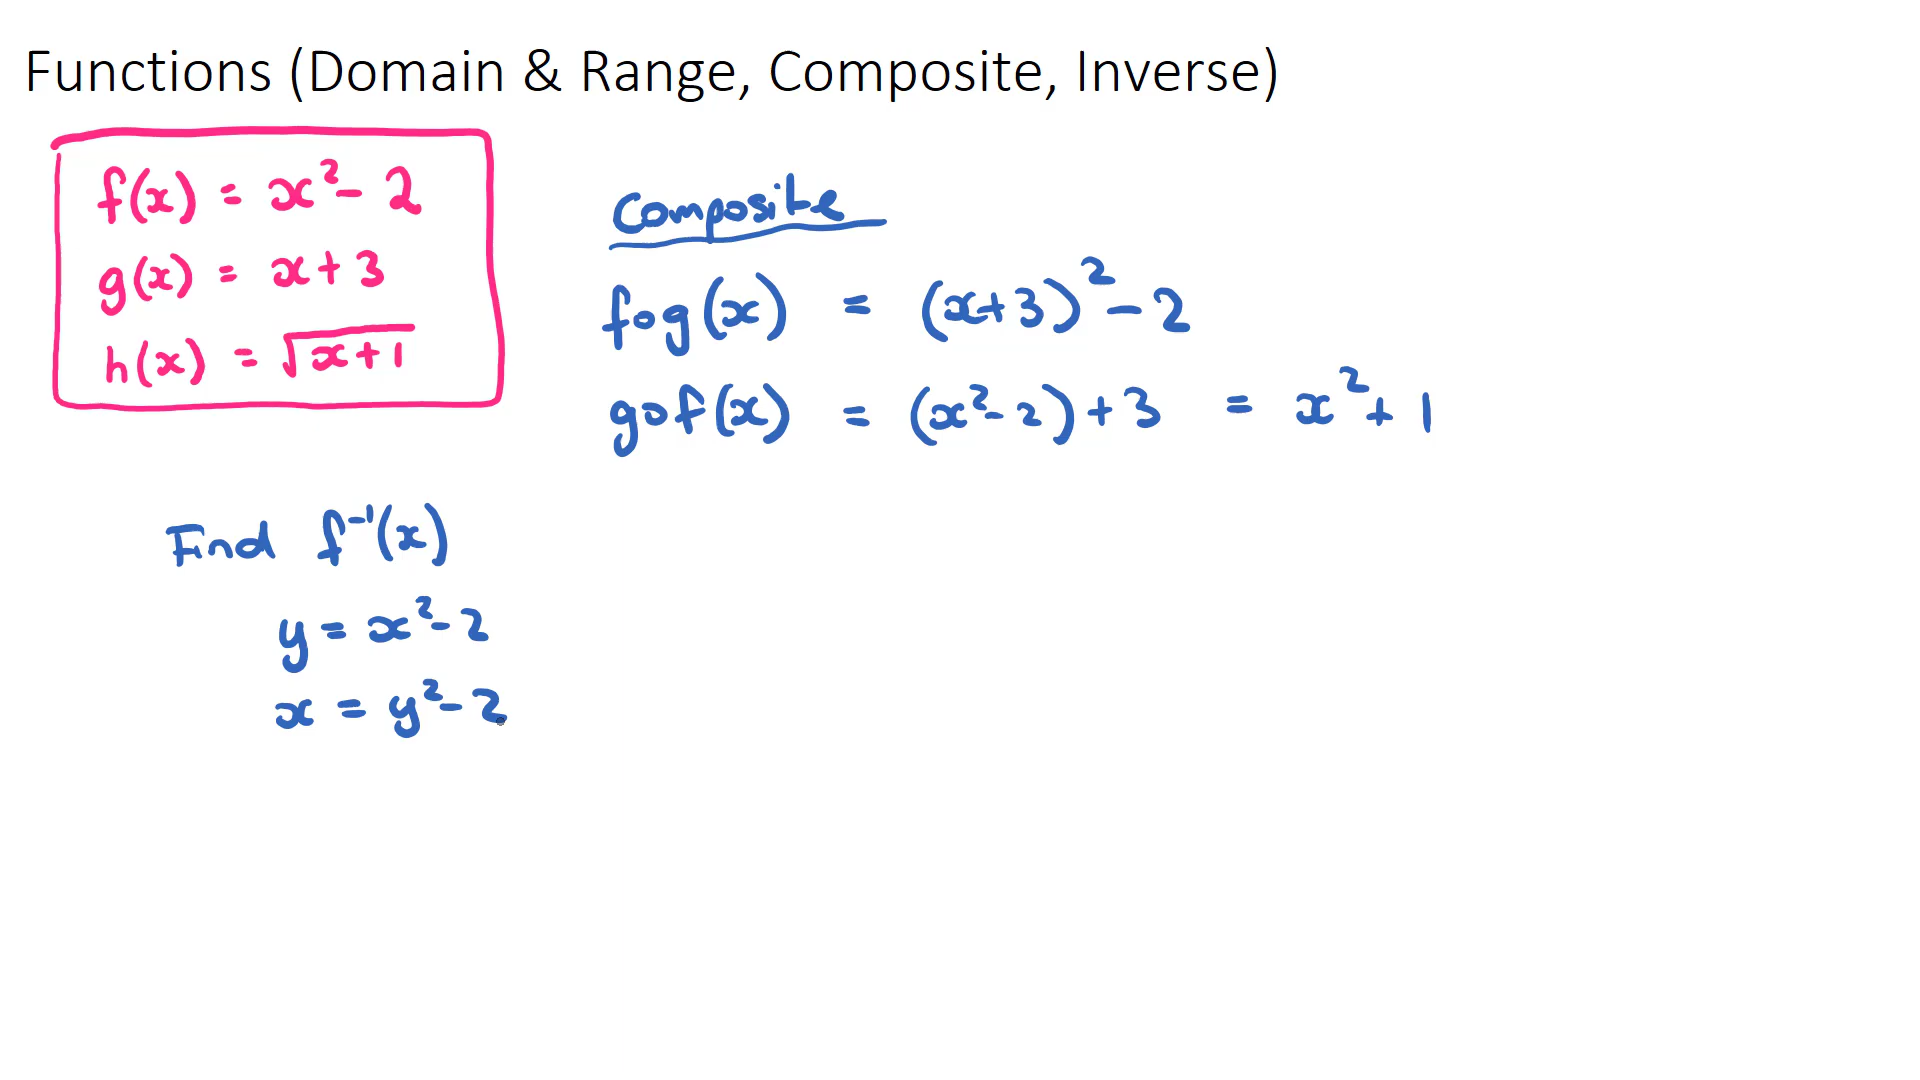 Functions (Domain & Range, Composite, Inverse)
f(x) = x² - 2
g(x) = x + 3
h(x) = √(x + 1)
Composite
fog(x) = (x+3)² - 2
gof(x) = (x² - 2) + 3 = x² + 1
Find f⁻¹(x)
y = x² - 2
x = y² - 2